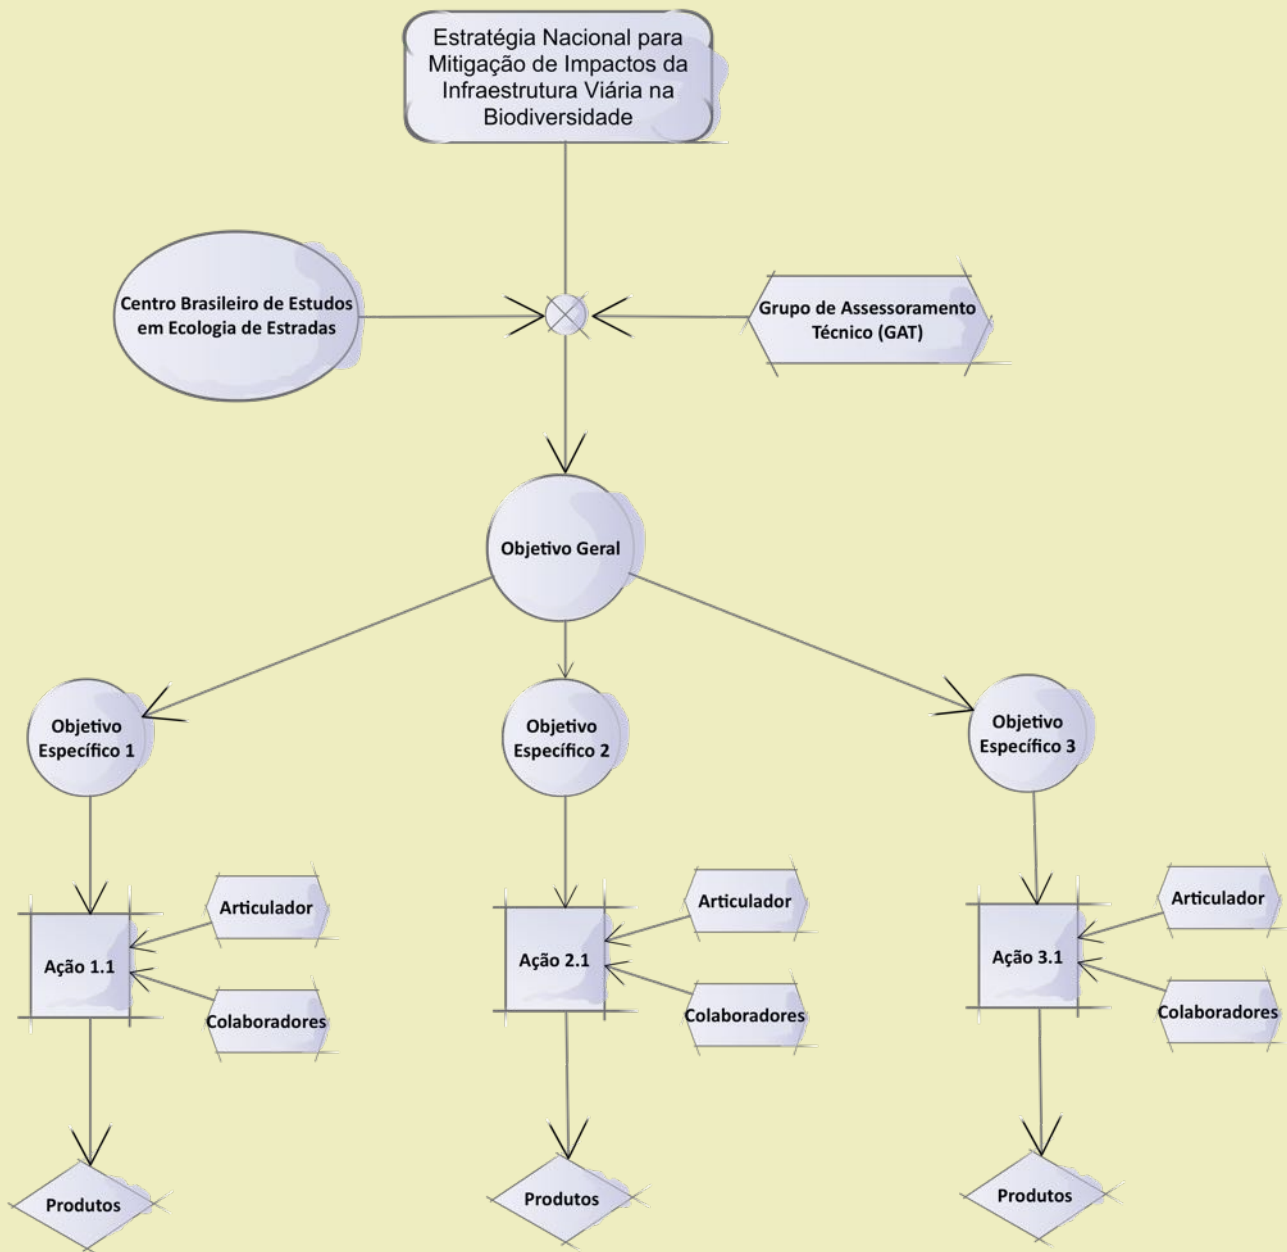 Estratégia Nacional para
Mitigação de Impactos da
Infraestrutura Viária na
Biodiversidade
Centro Brasileiro de Estudos
em Ecologia de Estradas
Grupo de Assessoramento
Técnico (GAT)
Objetivo Geral
Objetivo
Específico 1
Objetivo
Específico 2
Objetivo
Específico 3
Ação 1.1
Articulador
Colaboradores
Ação 2.1
Articulador
Colaboradores
Ação 3.1
Articulador
Colaboradores
Produtos
Produtos
Produtos